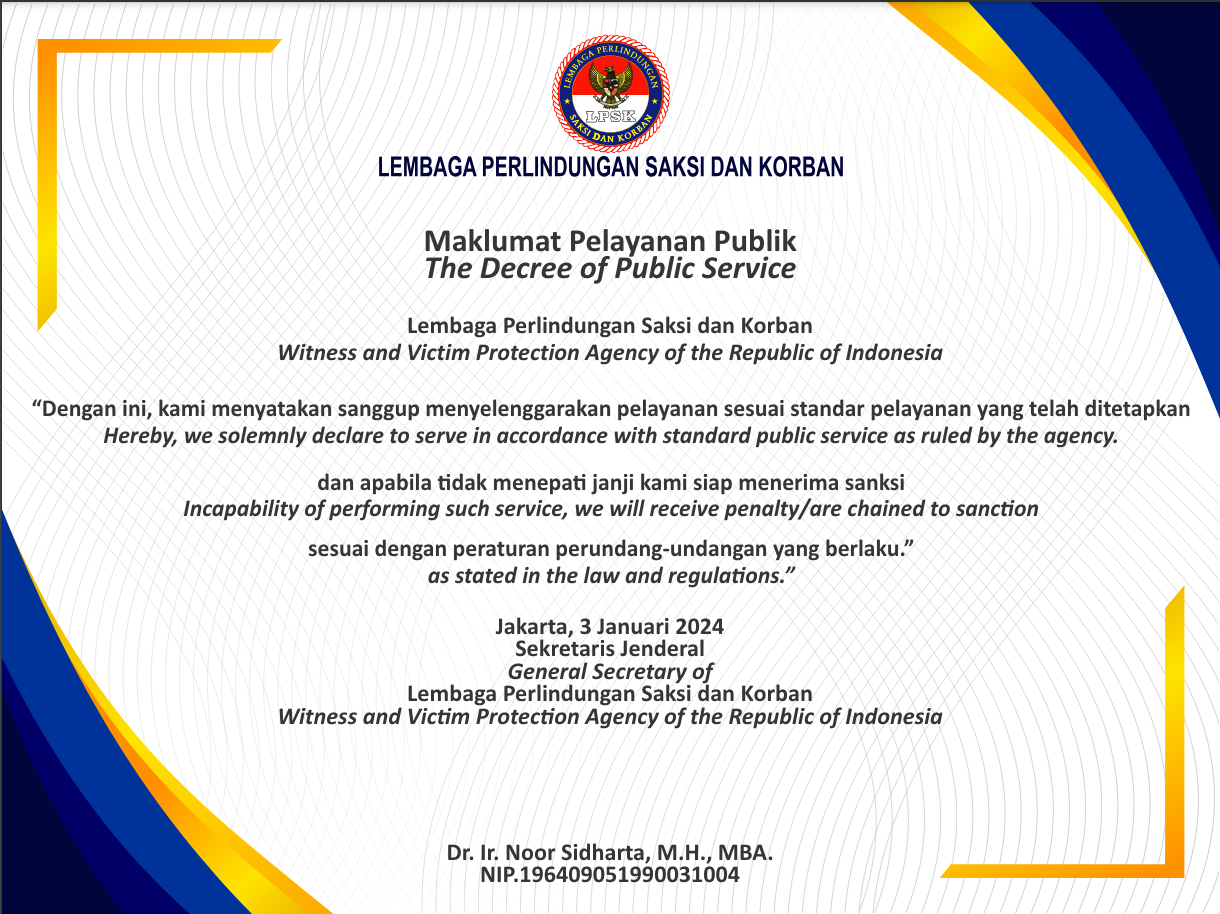 LEMBAGA PERLINDUNGAN
LPSK
SAKSI DAN KORBAN
LEMBAGA PERLINDUNGAN SAKSI DAN KORBAN
Maklumat Pelayanan Publik
The Decree of Public Service
Lembaga Perlindungan Saksi dan Korban
Witness and Victim Protection Agency of the Republic of Indonesia
“Dengan ini, kami menyatakan sanggup menyelenggarakan pelayanan sesuai standar pelayanan yang telah ditetapkan
Hereby, we solemnly declare to serve in accordance with standard public service as ruled by the agency.
dan apabila tidak menepati janji kami siap menerima sanksi
Incapability of performing such service, we will receive penalty/are chained to sanction
sesuai dengan peraturan perundang-undangan yang berlaku.”
as stated in the law and regulations.”
Jakarta, 3 Januari 2024
Sekretaris Jenderal
General Secretary of
Lembaga Perlindungan Saksi dan Korban
Witness and Victim Protection Agency of the Republic of Indonesia
Dr. Ir. Noor Sidharta, M.H., MBA.
NIP.196409051990031004